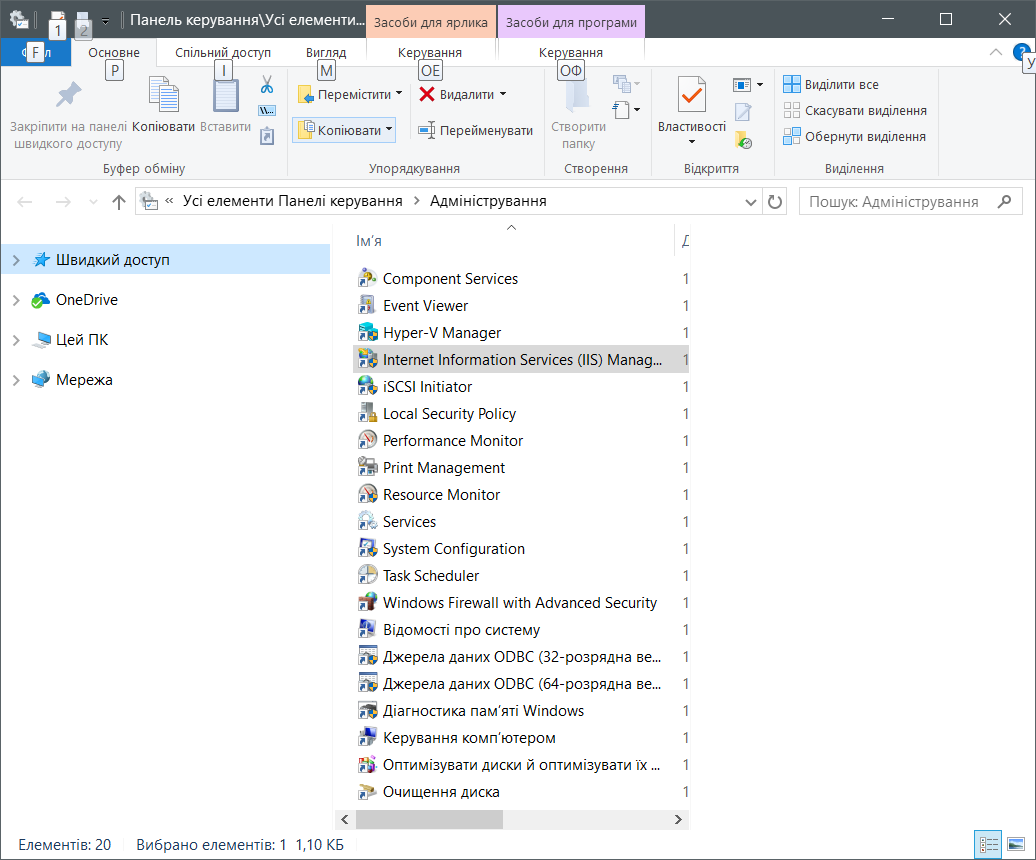 Панель керування\Усі елементи...
Засоби для ярлика
Засоби для програми
1
2
Основне
Спільний доступ
Вигляд
Керування
Керування
?
F
P
І
М
ОЕ
ОФ
У
Закріпити на панелі швидкого доступу
Копіювати
Вставити
W...
Буфер обміну
Перемістити
Копіювати
Видалити
Перейменувати
Упорядкування
Створити папку
Створення
Властивості
Відкриття
Виділити все
Скасувати виділення
Обернути виділення
Виділення
« Усі елементи Панелі керування > Адміністрування
Пошук: Адміністрування
Швидкий доступ
OneDrive
Цей ПК
Мережа
Ім'я
Д
Component Services 1
Event Viewer 1
Hyper-V Manager 1
Internet Information Services (IIS) Manag... 1
iSCSI Initiator 1
Local Security Policy 1
Performance Monitor 1
Print Management 1
Resource Monitor 1
Services 1
System Configuration 1
Task Scheduler 1
Windows Firewall with Advanced Security 1
Відомості про систему 1
Джерела даних ODBC (32-розрядна ве... 1
Джерела даних ODBC (64-розрядна ве... 1
Діагностика пам'яті Windows 1
Керування комп'ютером 1
Оптимізувати диски й оптимізувати їх ... 1
Очищення диска 1
Елементів: 20
Вибрано елементів: 1 1,10 КБ